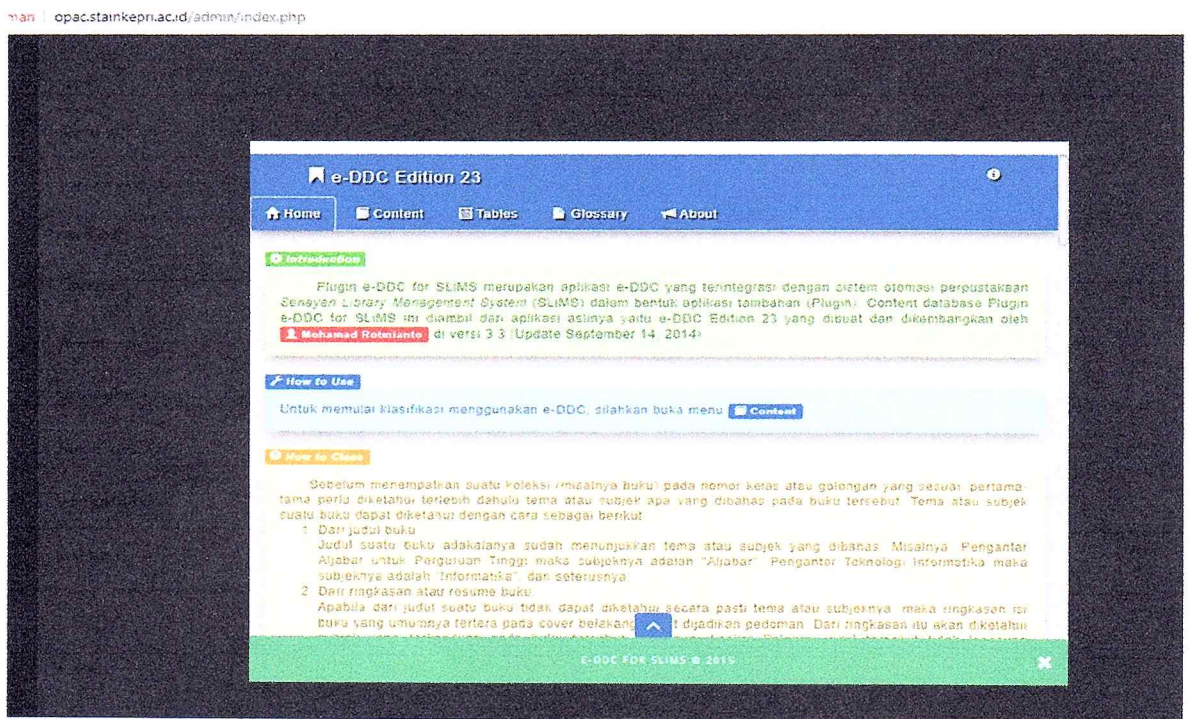 man opac.stainkepri.ac.id/admin/index.php
e-DDC Edition 23
Home Content Tables Glossary About
Introduction
Plugin e-DDC for SLiMS merupakan aplikasi e-DDC yang terintegrasi dengan sistem otomasi perpustakaan
Senayan Library Management System (SLiMS) dalam bentuk aplikasi tambahan (Plugin). Content database Plugin
e-DDC for SLiMS ini diambil dari aplikasi aslinya yaitu e-DDC Edition 23 yang dibuat dan dikembangkan oleh
Mohamad Rotmianto di versi 3.3 (Update September 14, 2014)
How to Use
Untuk memulai klasifikasi menggunakan e-DDC, silahkan buka menu Content
How to Class
Sebelum menempatkan suatu koleksi (misalnya buku) pada nomor kelas atau golongan yang sesuai, pertama-
tama perlu diketahui terlebih dahulu tema atau subjek apa yang dibahas pada buku tersebut. Tema atau subjek
suatu buku dapat diketahui dengan cara sebagai berikut
1. Dari judul buku
Judul suatu buku adakalanya sudah menunjukkan tema atau subjek yang dibahas. Misalnya Pengantar
Aljabar untuk Perguruan Tinggi maka subjeknya adalah "Aljabar". Pengantar Teknologi Informatika maka
subjeknya adalah "Informatika", dan seterusnya
2. Dari ringkasan atau resume buku
Apabila dari judul suatu buku tidak dapat diketahui secara pasti tema atau subjeknya, maka ringkasan isi
buku yang umumnya tertera pada cover belakang t dijadikan pedoman. Dari ringkasan itu akan diketahui
E-DDC FOR SLIMS © 2015